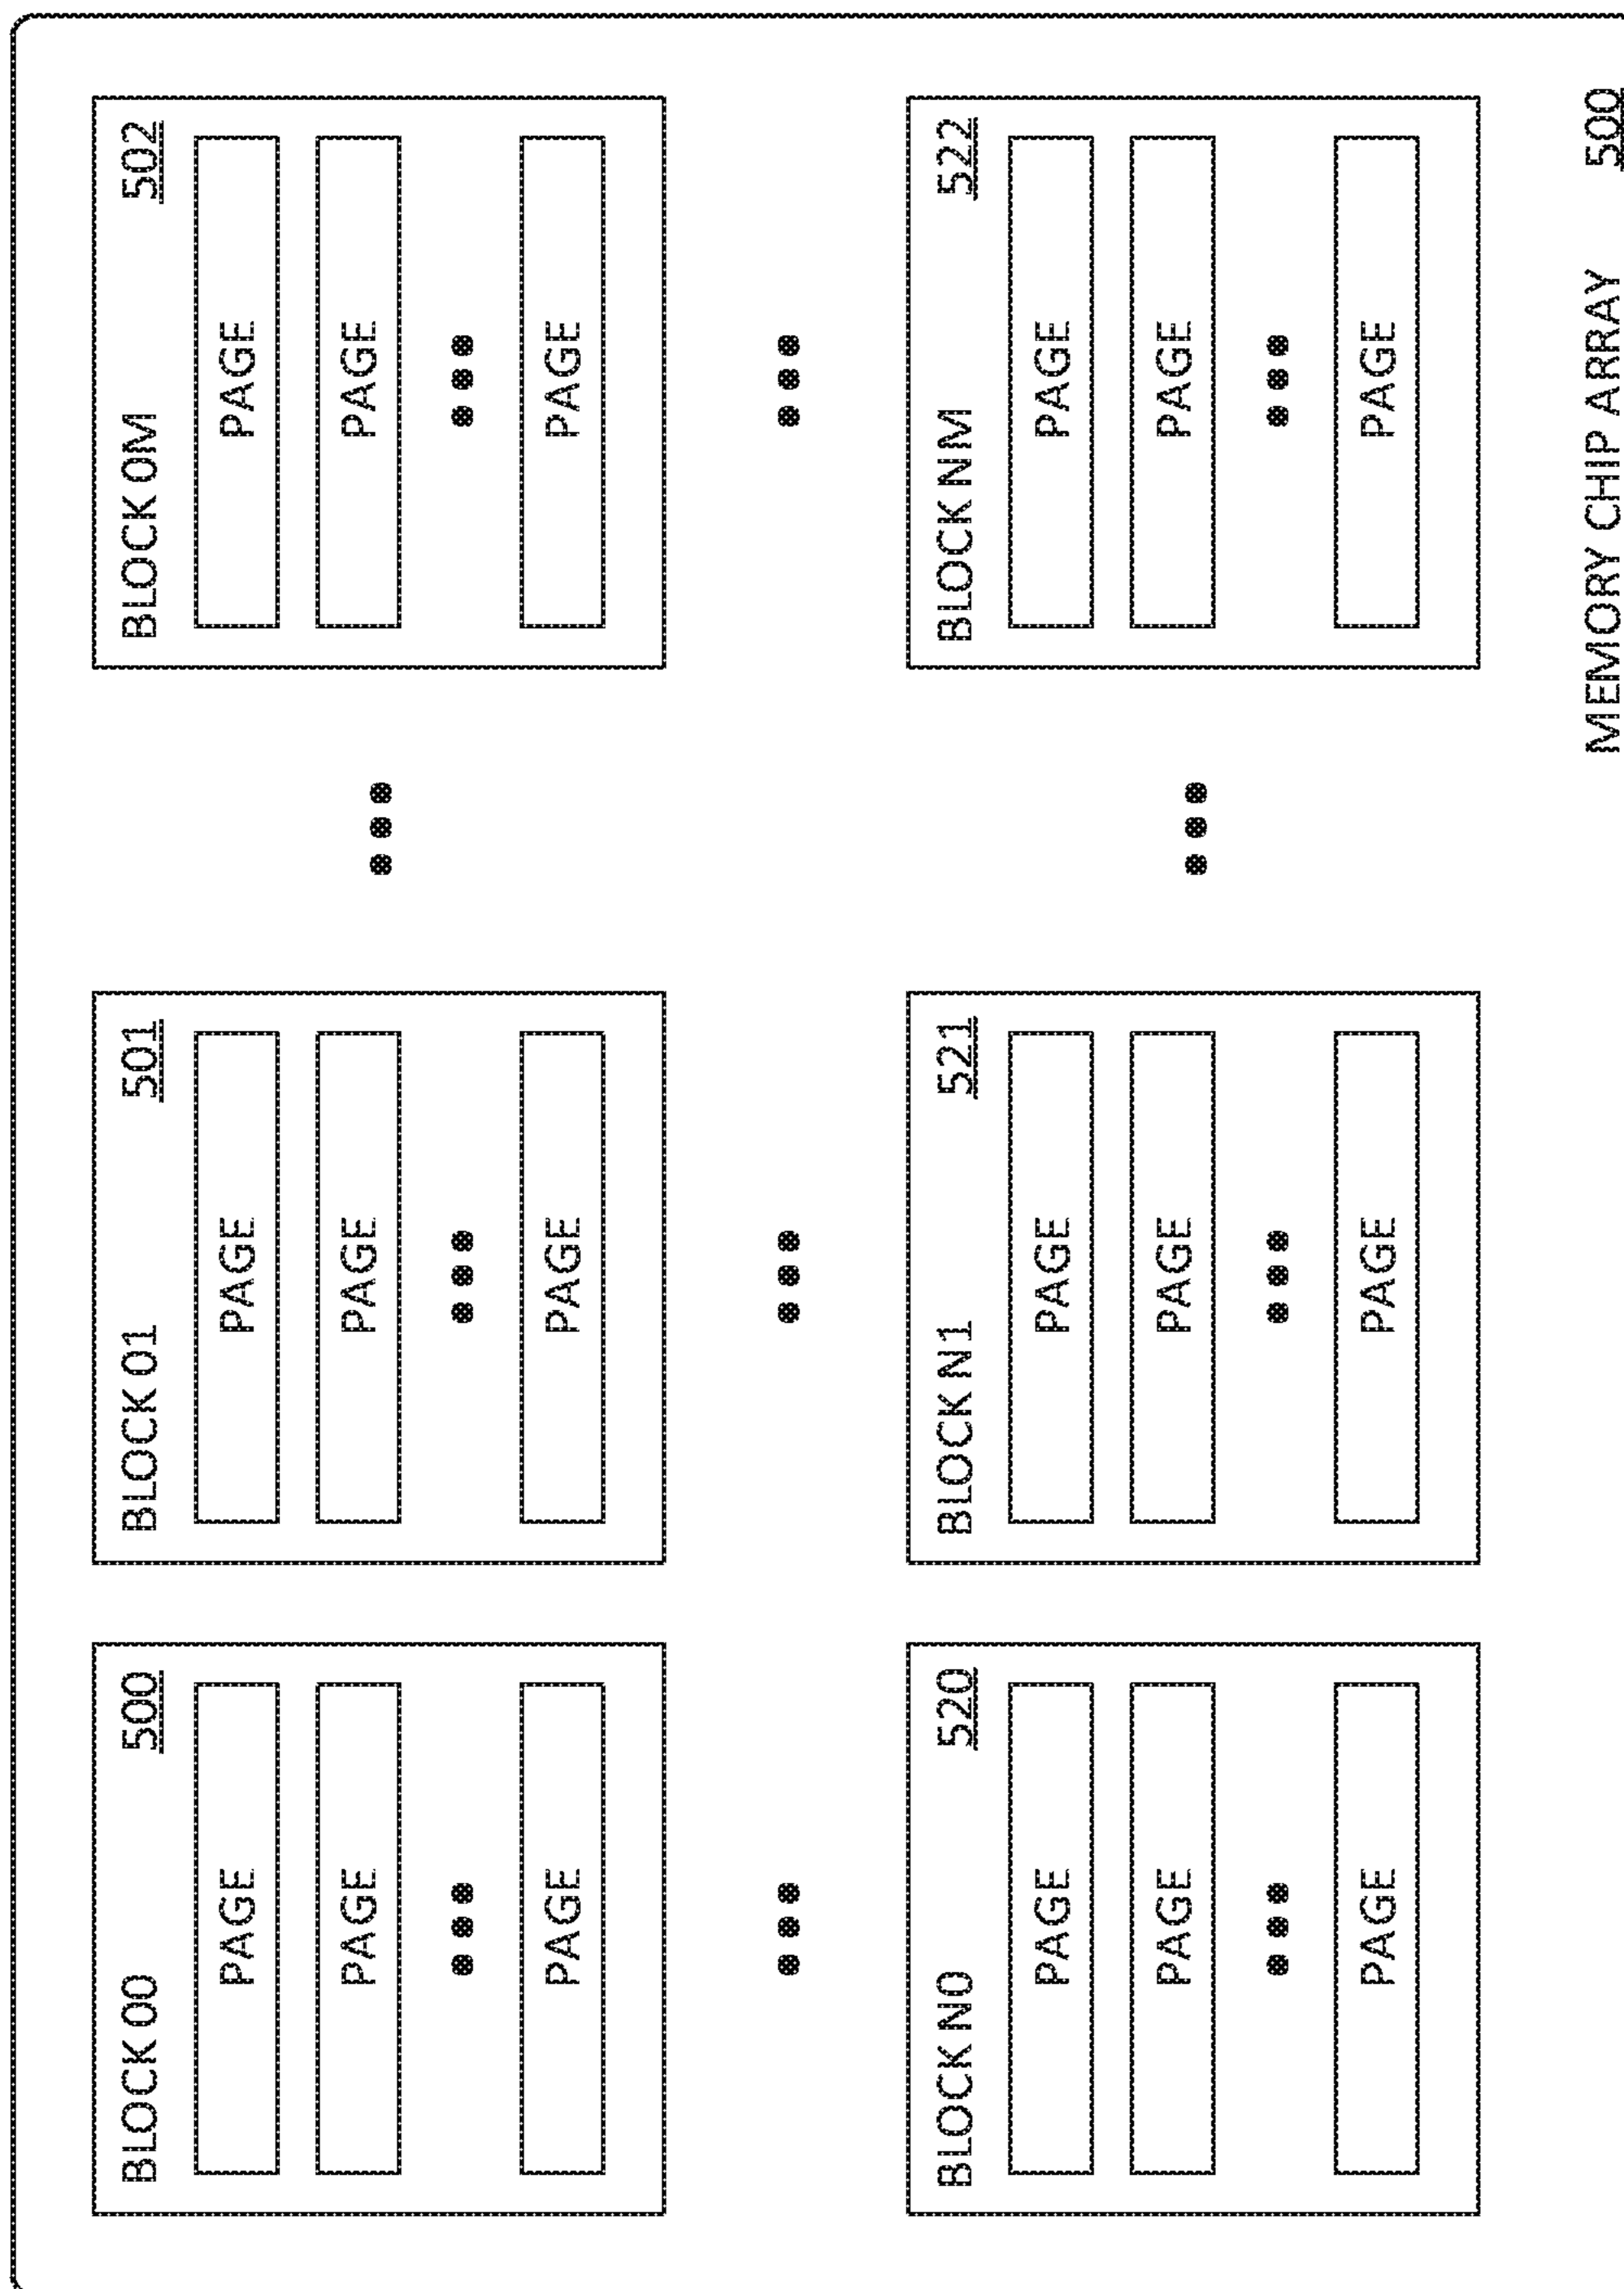 BLOCK 00 500
PAGE
PAGE
PAGE
BLOCK 01 501
PAGE
PAGE
PAGE
BLOCK 0M 502
PAGE
PAGE
PAGE
BLOCK N0 520
PAGE
PAGE
PAGE
BLOCK N1 521
PAGE
PAGE
PAGE
BLOCK NM 522
PAGE
PAGE
PAGE
MEMORY CHIP ARRAY 500